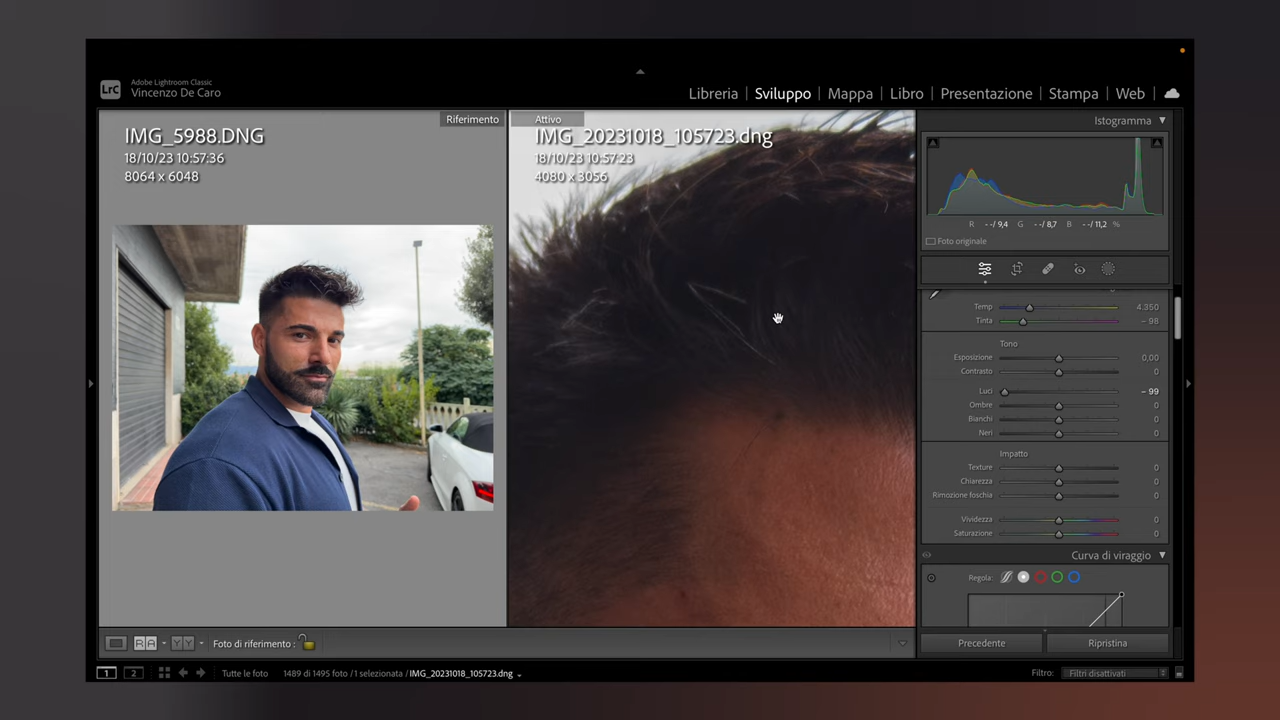 LrC
Adobe Lightroom Classic
Vincenzo De Caro
Libreria | Sviluppo | Mappa | Libro | Presentazione | Stampa | Web
Riferimento
IMG_5988.DNG
18/10/23 10:57:36
8064 x 6048
Attivo
IMG_20231018_105723.dng
18/10/23 10:57:23
4080 x 3056
Istogramma
R --/ 9,4 G --/ 8,7 B --/ 11,2 %
Foto originale
Temp 4.350
Tinta – 98
Tono
Esposizione 0,00
Contrasto 0
Luci – 99
Ombre 0
Bianchi 0
Neri 0
Impatto
Texture 0
Chiarezza 0
Rimozione foschia 0
Vividezza 0
Saturazione 0
Curva di viraggio
Regola:
R A
Y Y
Foto di riferimento :
Precedente
Ripristina
1
2
Tutte le foto
1489 di 1495 foto / 1 selezionata / IMG_20231018_105723.dng
Filtro:
Filtri disattivati